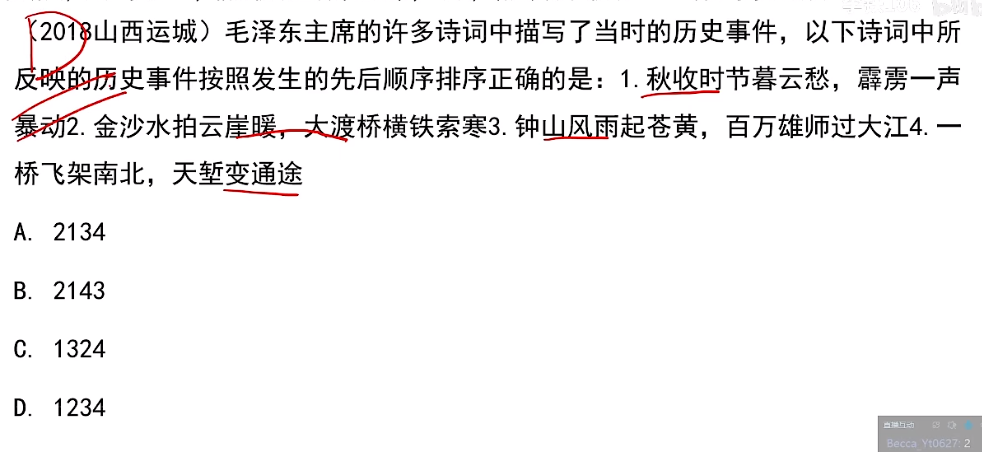 D
（2018山西运城）毛泽东主席的许多诗词中描写了当时的历史事件，以下诗词中所
反映的历史事件按照发生的先后顺序排序正确的是：1.秋收时节暮云愁，霹雳一声
暴动2.金沙水拍云崖暖，大渡桥横铁索寒3.钟山风雨起苍黄，百万雄师过大江4.一
桥飞架南北，天堑变通途
A. 2134
B. 2143
C. 1324
D. 1234
直播互动
Becca_Yt0627: 2